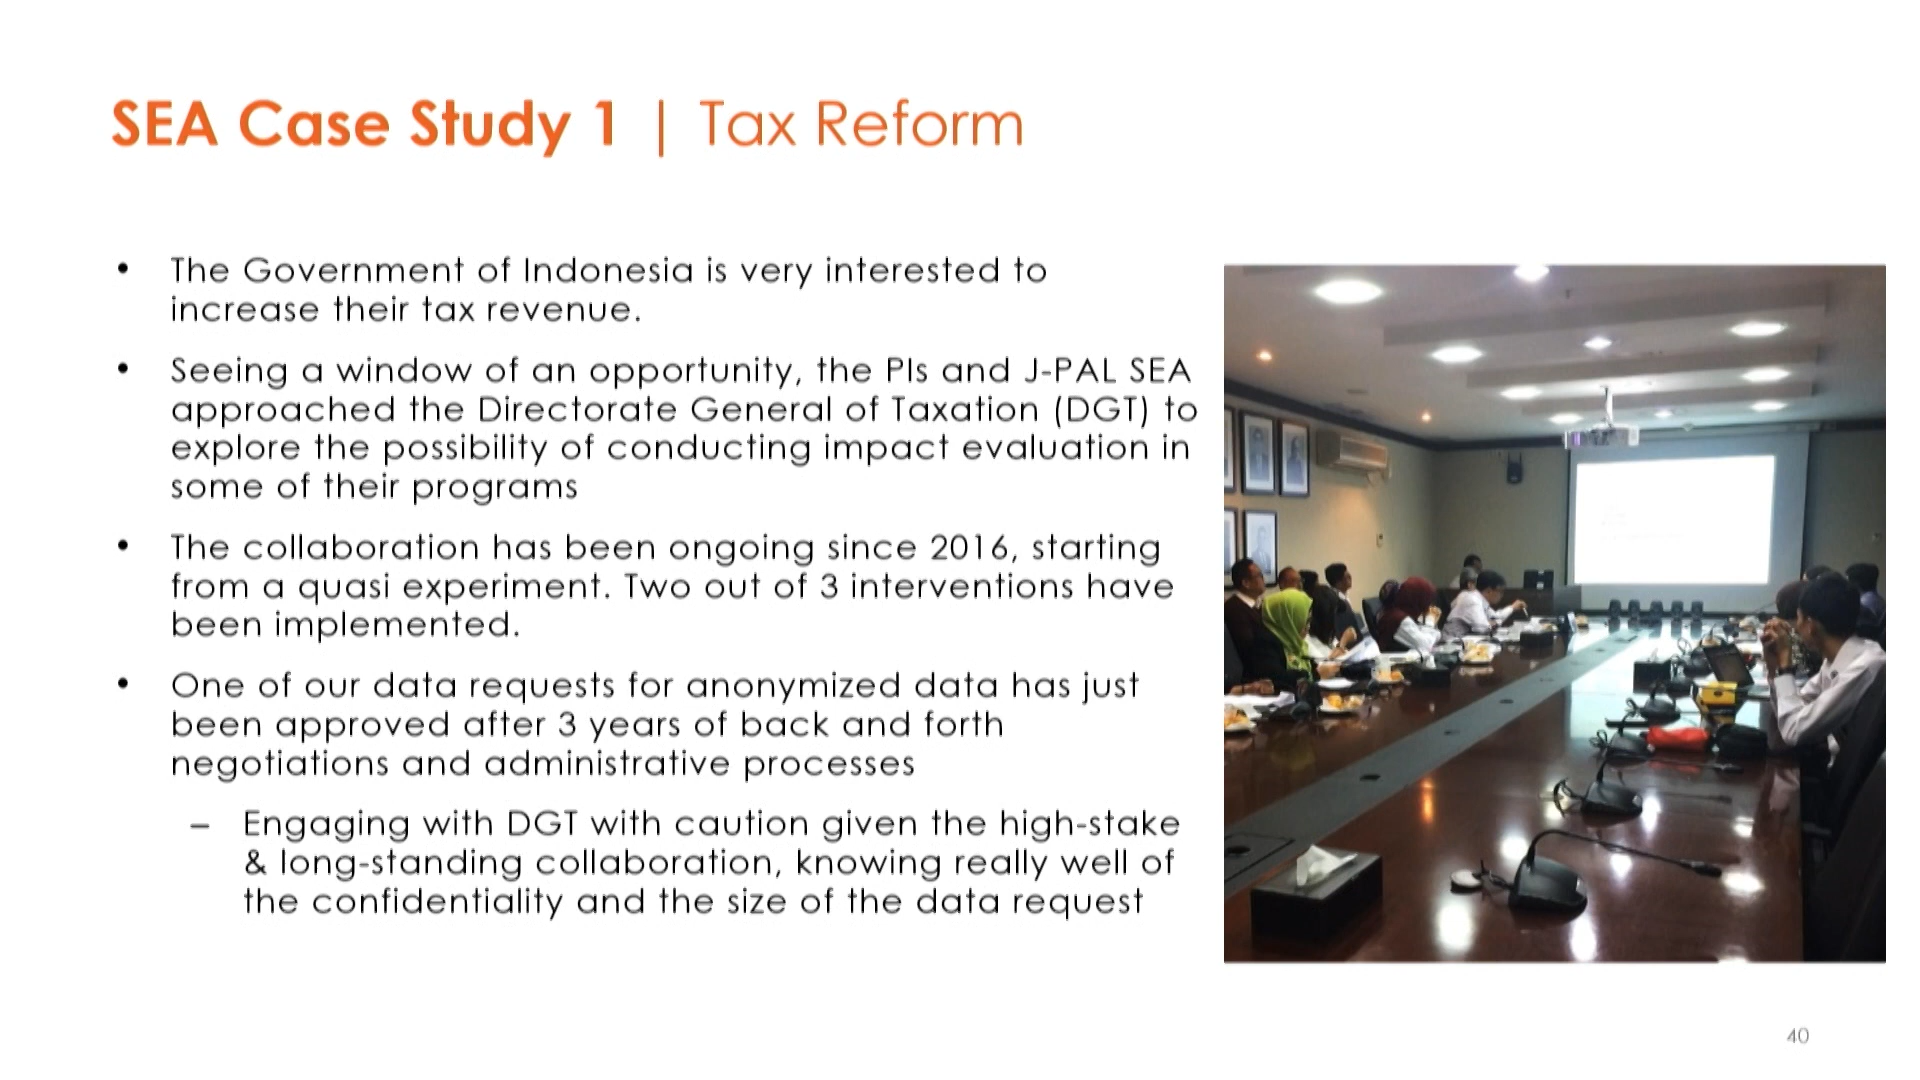 SEA Case Study 1 | Tax Reform
• The Government of Indonesia is very interested to
increase their tax revenue.
• Seeing a window of an opportunity, the PIs and J-PAL SEA
approached the Directorate General of Taxation (DGT) to
explore the possibility of conducting impact evaluation in
some of their programs
• The collaboration has been ongoing since 2016, starting
from a quasi experiment. Two out of 3 interventions have
been implemented.
• One of our data requests for anonymized data has just
been approved after 3 years of back and forth
negotiations and administrative processes
– Engaging with DGT with caution given the high-stake
& long-standing collaboration, knowing really well of
the confidentiality and the size of the data request
40